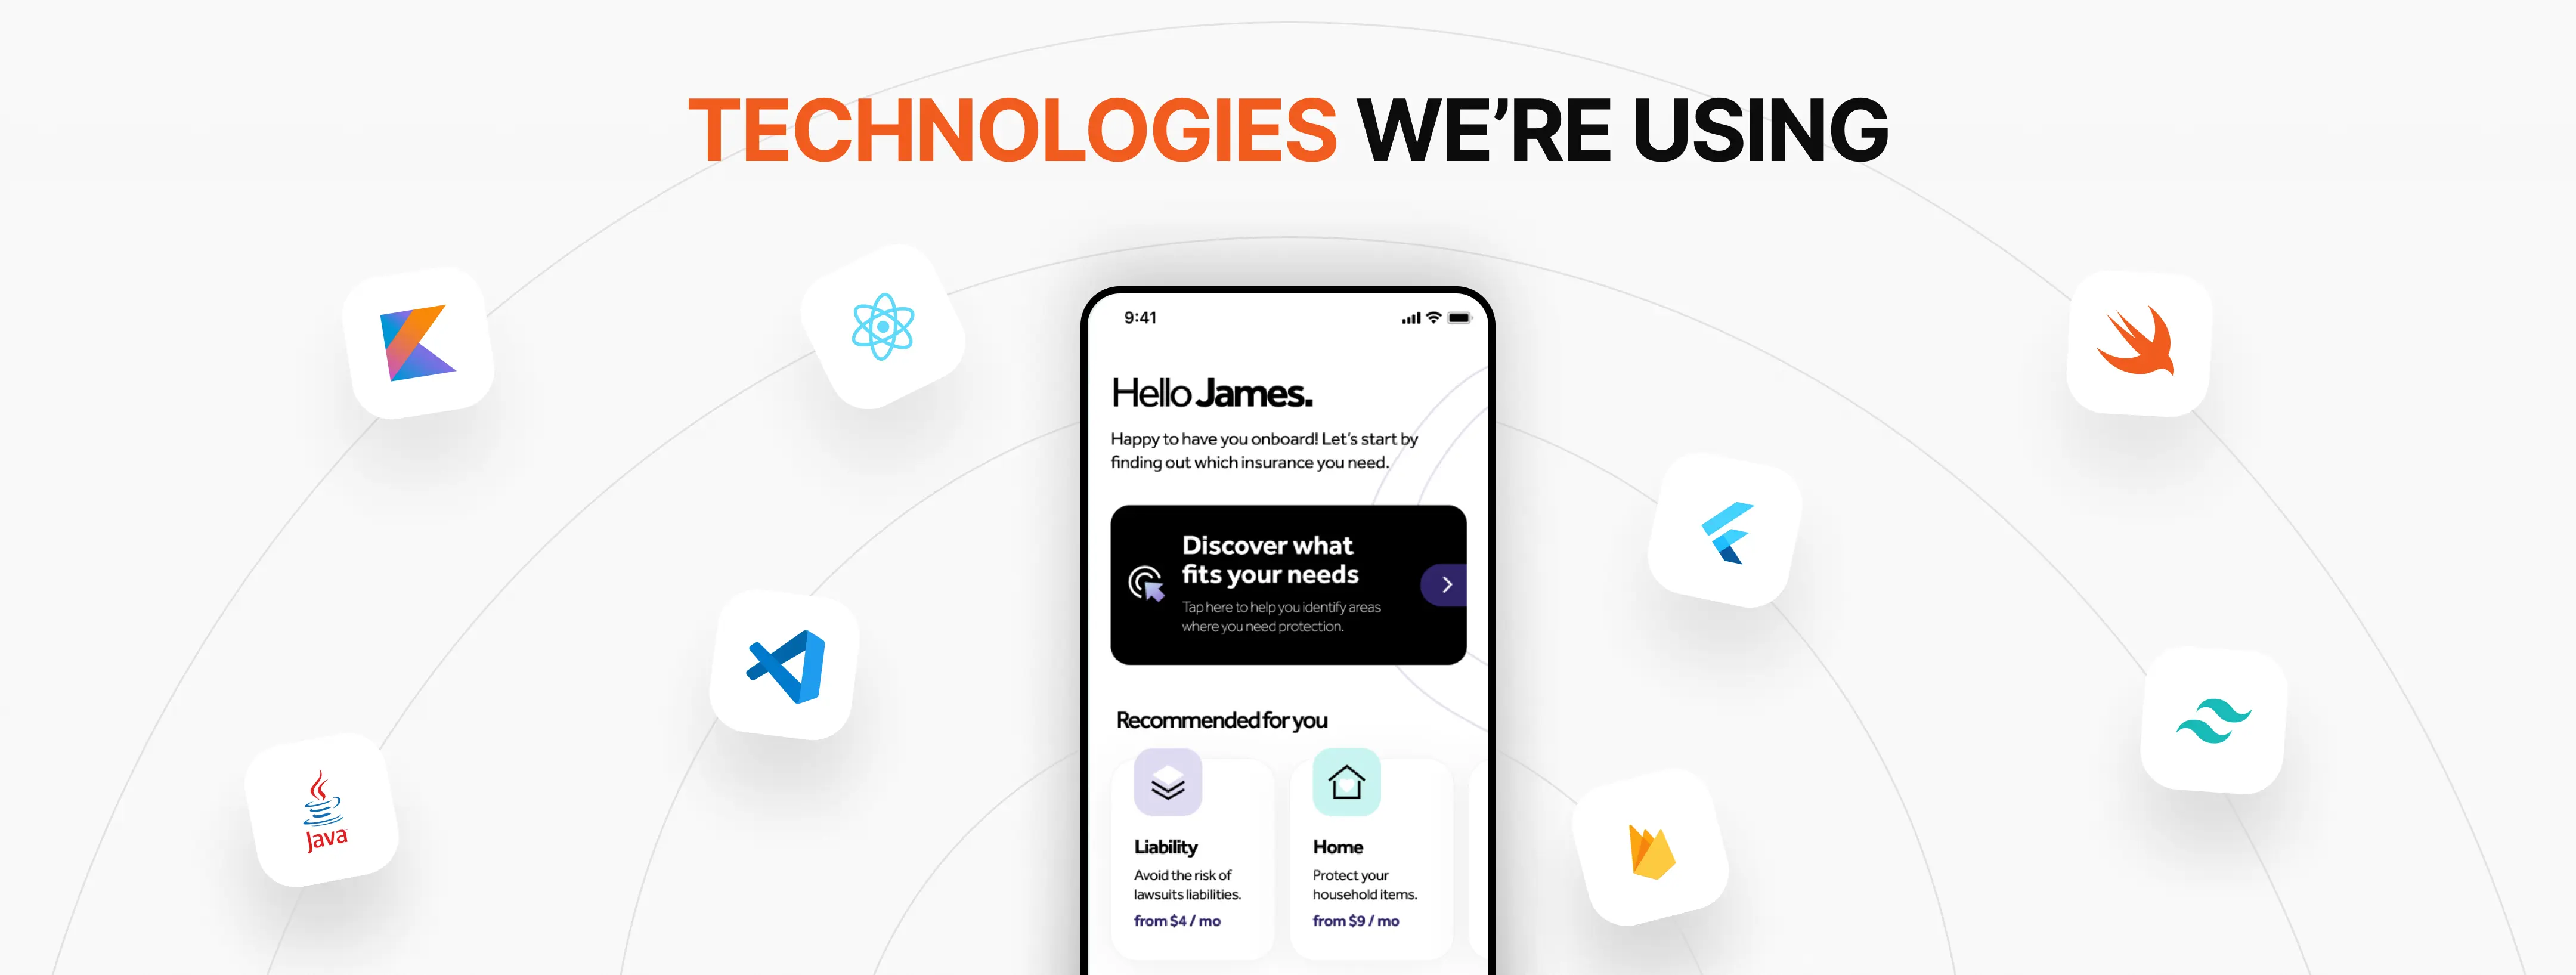 TECHNOLOGIES WE’RE USING
9:41
Hello James.
Happy to have you onboard! Let’s start by
finding out which insurance you need.
Discover what
fits your needs
Tap here to help you identify areas
where you need protection.
Recommended for you
Liability
Avoid the risk of
lawsuits liabilities.
from $4 / mo
Home
Protect your
household items.
from $9 / mo
Java